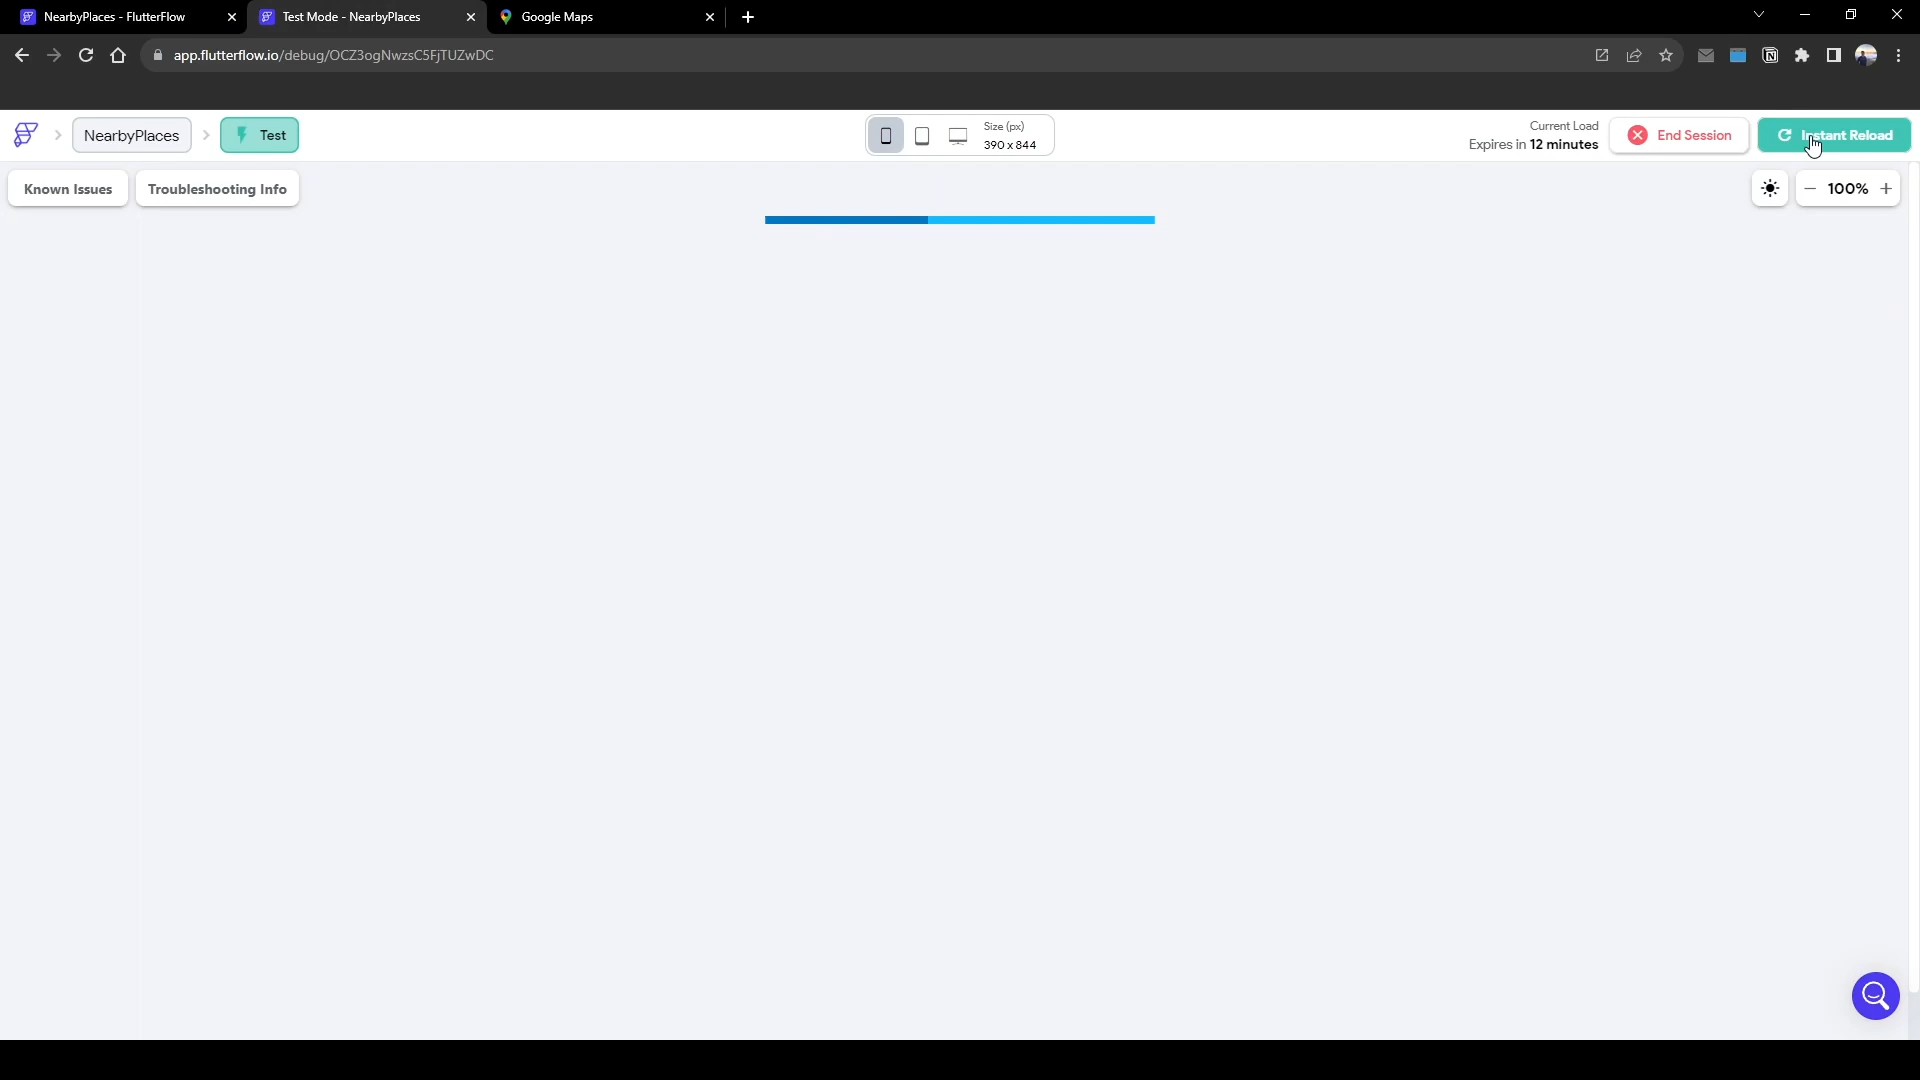 NearbyPlaces - FlutterFlow
Test Mode - NearbyPlaces
Google Maps
app.flutterflow.io/debug/OCZ3ogNwzsC5FjTUZwDC
NearbyPlaces
Test
Size (px)
390 x 844
Current Load
Expires in 12 minutes
End Session
Instant Reload
Known Issues
Troubleshooting Info
100%